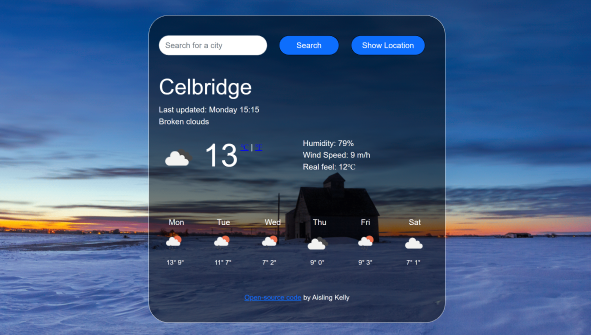 Search for a city
Search
Show Location
Celbridge
Last updated: Monday 15:15
Broken clouds
13 °C | °F
Humidity: 79%
Wind Speed: 9 m/h
Real feel: 12°C
Mon Tue Wed Thu Fri Sat
13° 9° 11° 7° 7° 2° 9° 0° 9° 3° 7° 1°
Open-source code by Aisling Kelly